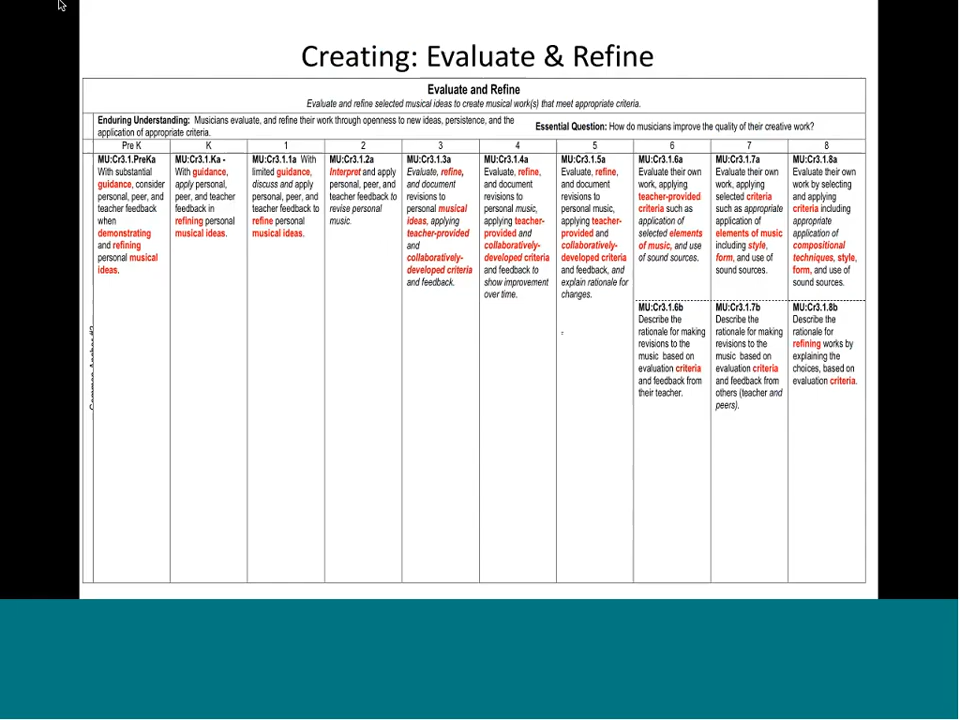 Creating: Evaluate & Refine
Evaluate and Refine
Evaluate and refine selected musical ideas to create musical work(s) that meet appropriate criteria.
Enduring Understanding: Musicians evaluate, and refine their work through openness to new ideas, persistence, and the
application of appropriate criteria.
Essential Question: How do musicians improve the quality of their creative work?
Pre K
K
1
2
3
4
5
6
7
8
MU:Cr3.1.PreKa
With substantial
guidance, consider
personal, peer, and
teacher feedback
when
demonstrating
and refining
personal musical
ideas.
MU:Cr3.1.Ka -
With guidance,
apply personal,
peer, and teacher
feedback in
refining personal
musical ideas.
MU:Cr3.1.1a With
limited guidance,
discuss and apply
personal, peer, and
teacher feedback to
refine personal
musical ideas.
MU:Cr3.1.2a
Interpret and apply
personal, peer, and
teacher feedback to
revise personal
music.
MU:Cr3.1.3a
Evaluate, refine,
and document
revisions to
personal musical
ideas, applying
teacher-provided
and
collaboratively-
developed criteria
and feedback.
MU:Cr3.1.4a
Evaluate, refine,
and document
revisions to
personal music,
applying teacher-
provided and
collaboratively-
developed criteria
and feedback to
show improvement
over time.
MU:Cr3.1.5a
Evaluate, refine,
and document
revisions to
personal music,
applying teacher-
provided and
collaboratively-
developed criteria
and feedback, and
explain rationale for
changes.
MU:Cr3.1.6a
Evaluate their own
work, applying
teacher-provided
criteria such as
application of
selected elements
of music, and use
of sound sources.
MU:Cr3.1.7a
Evaluate their own
work, applying
selected criteria
such as appropriate
application of
elements of music
including style,
form, and use of
sound sources.
MU:Cr3.1.8a
Evaluate their own
work by selecting
and applying
criteria including
appropriate
application of
compositional
techniques, style,
form, and use of
sound sources.
MU:Cr3.1.6b
Describe the
rationale for making
revisions to the
music based on
evaluation criteria
and feedback from
their teacher.
MU:Cr3.1.7b
Describe the
rationale for making
revisions to the
music based on
evaluation criteria
and feedback from
others (teacher and
peers).
MU:Cr3.1.8b
Describe the
rationale for
refining works by
explaining the
choices, based on
evaluation criteria.